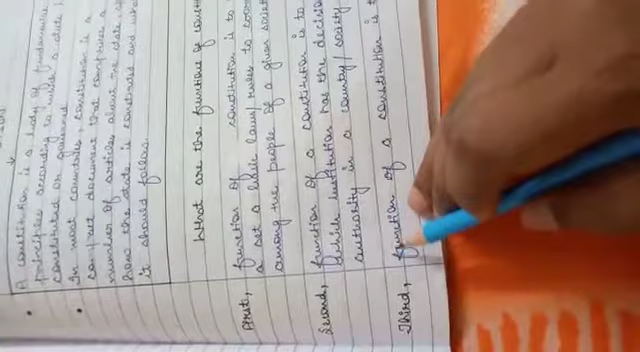 A constitution is a body of fundamental
principles according to which a state is
constituted or governed
In most countries, constitution is a
compact document that comprises a
number of articles about the state, 
how the state is constituted and what
it should follow.
What are the functions of
First, function of constitution is to
a set a basic laws/rules to
among the people of a given society
Second, function of a constitution is to
which institution has the decision
authority in a country/society
Third, function of a constitution is t